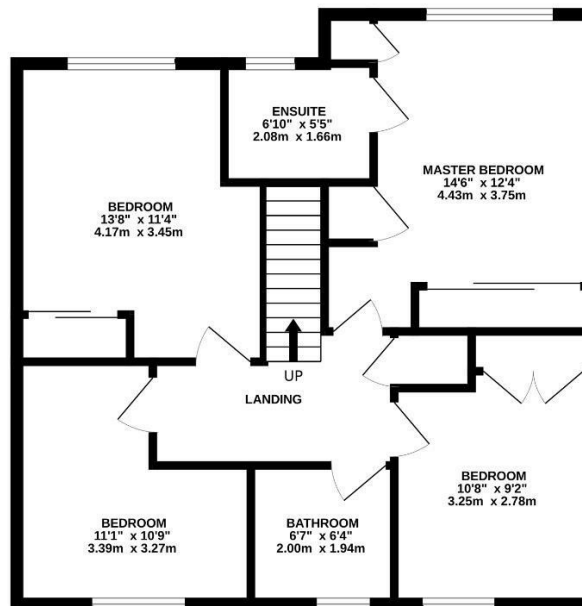 ENSUITE
6'10" x 5'5"
2.08m x 1.66m
MASTER BEDROOM
14'6" x 12'4"
4.43m x 3.75m
BEDROOM
13'8" x 11'4"
4.17m x 3.45m
UP
LANDING
BEDROOM
10'8" x 9'2"
3.25m x 2.78m
BEDROOM
11'1" x 10'9"
3.39m x 3.27m
BATHROOM
6'7" x 6'4"
2.00m x 1.94m